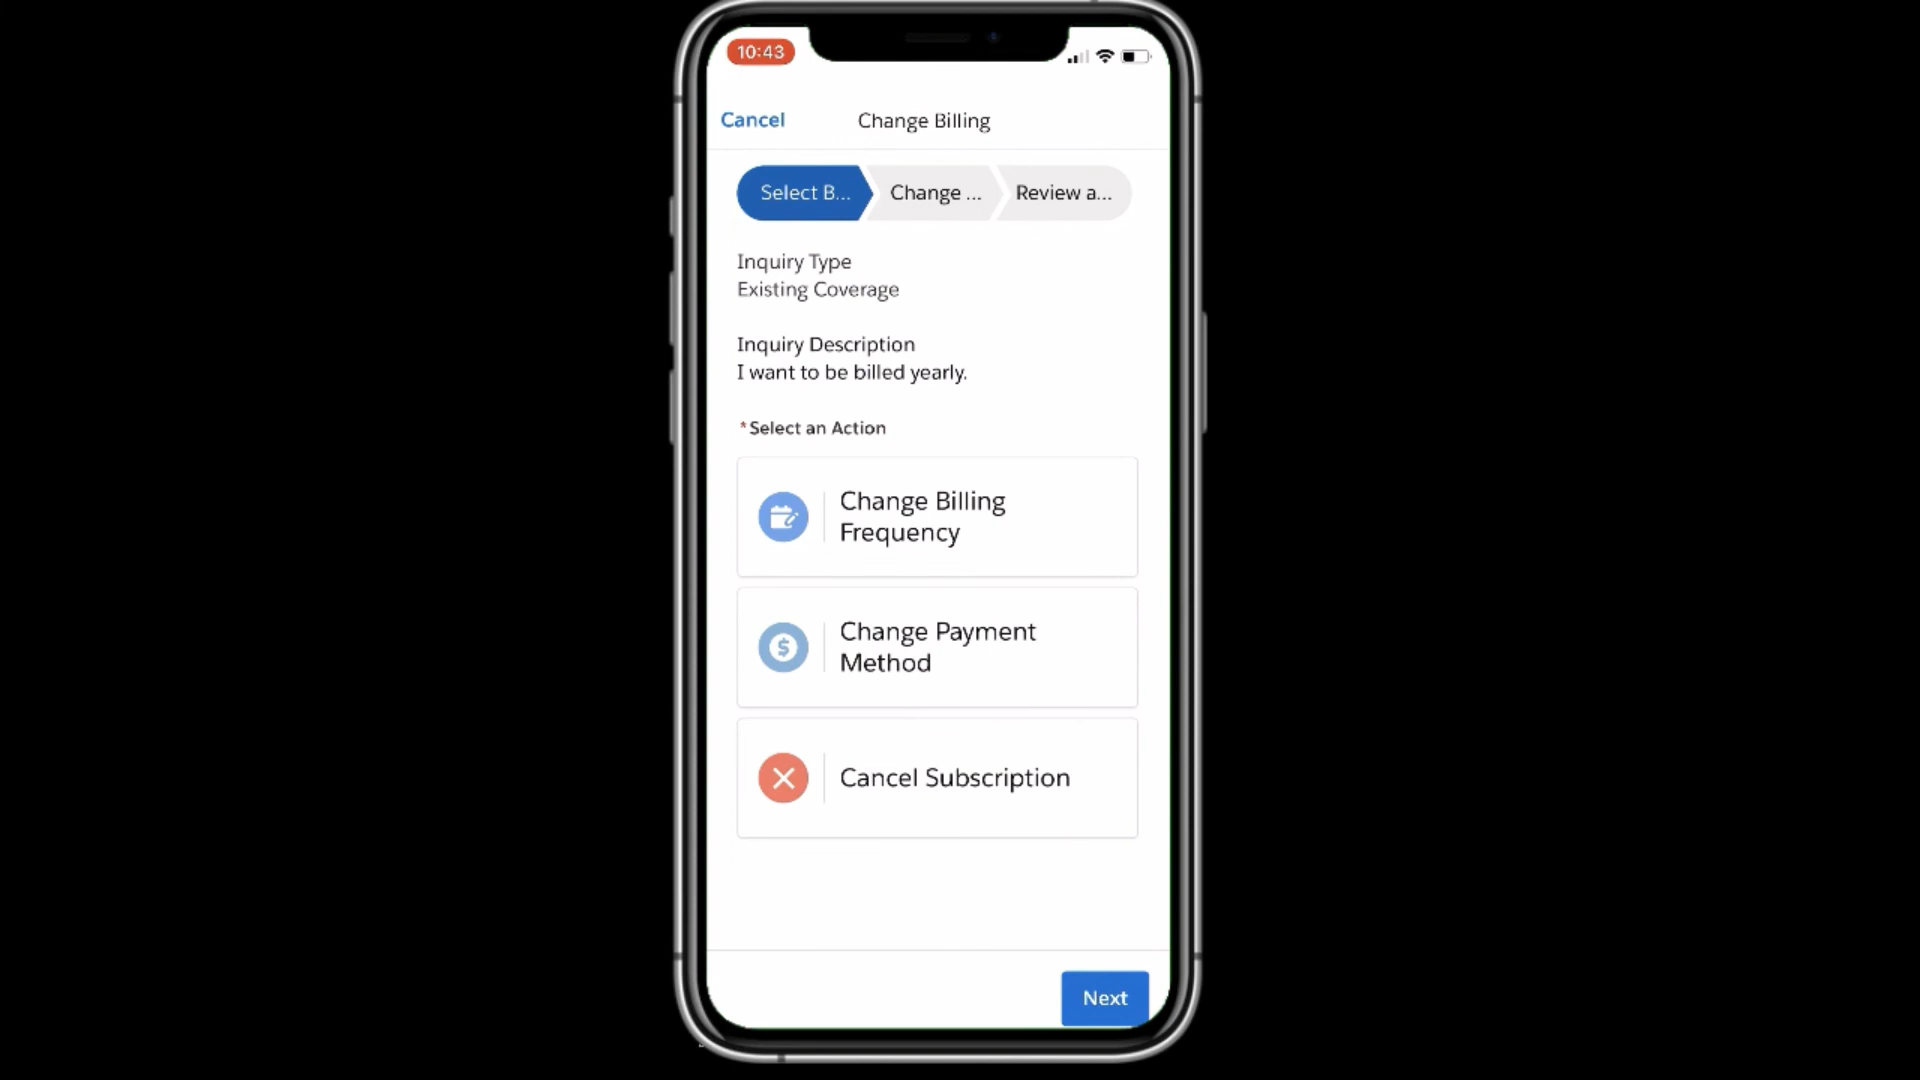 10:43
Cancel
Change Billing
Select B...
Change ...
Review a...
Inquiry Type
Existing Coverage
Inquiry Description
I want to be billed yearly.
*Select an Action
Change Billing
Frequency
Change Payment
Method
Cancel Subscription
Next